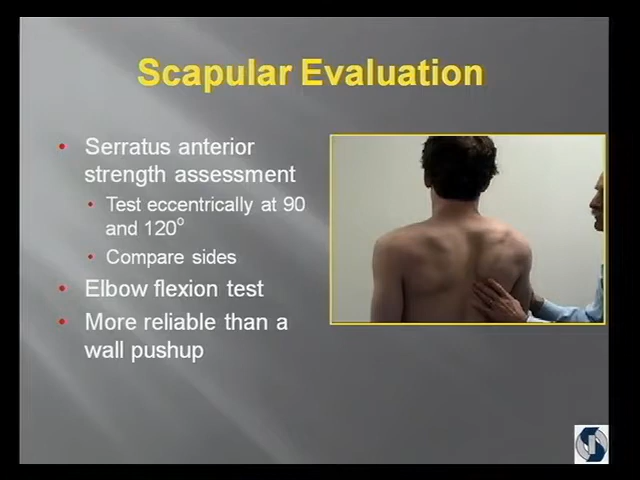 Scapular Evaluation
• Serratus anterior
strength assessment
• Test eccentrically at 90
and 120°
• Compare sides
• Elbow flexion test
• More reliable than a
wall pushup